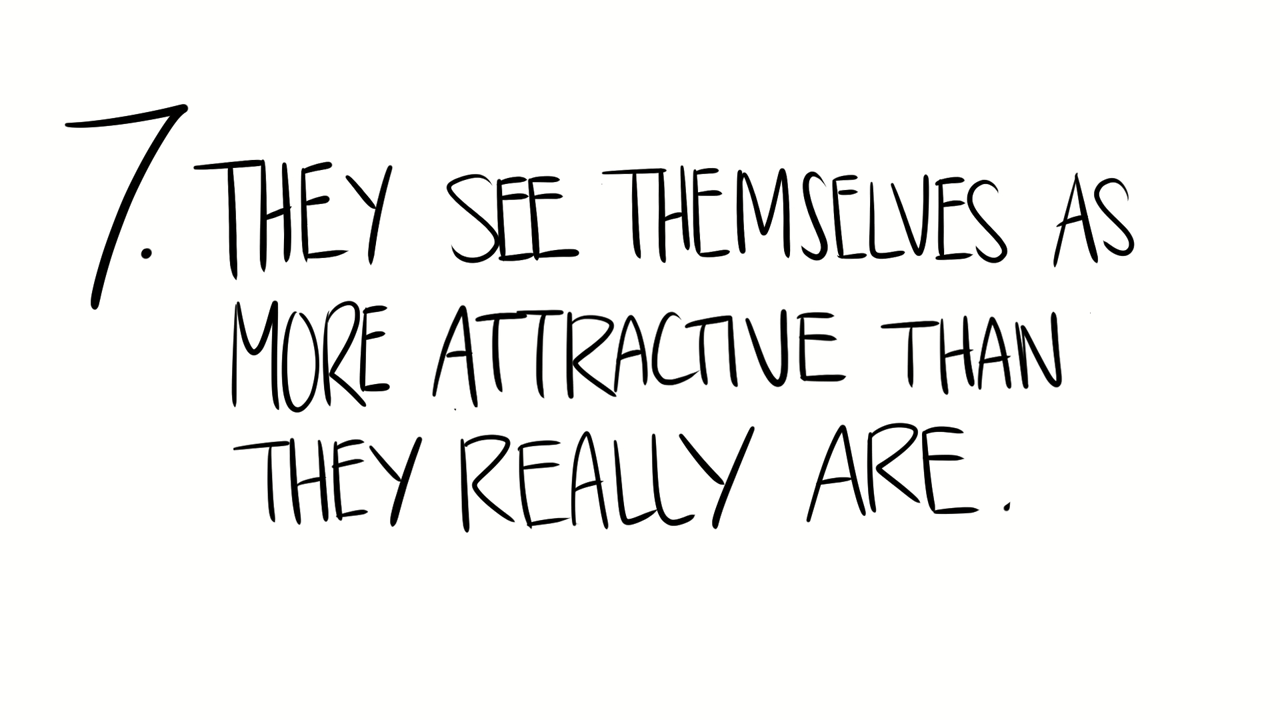 7. THEY SEE THEMSELVES AS
MORE ATTRACTIVE THAN
THEY REALLY ARE.